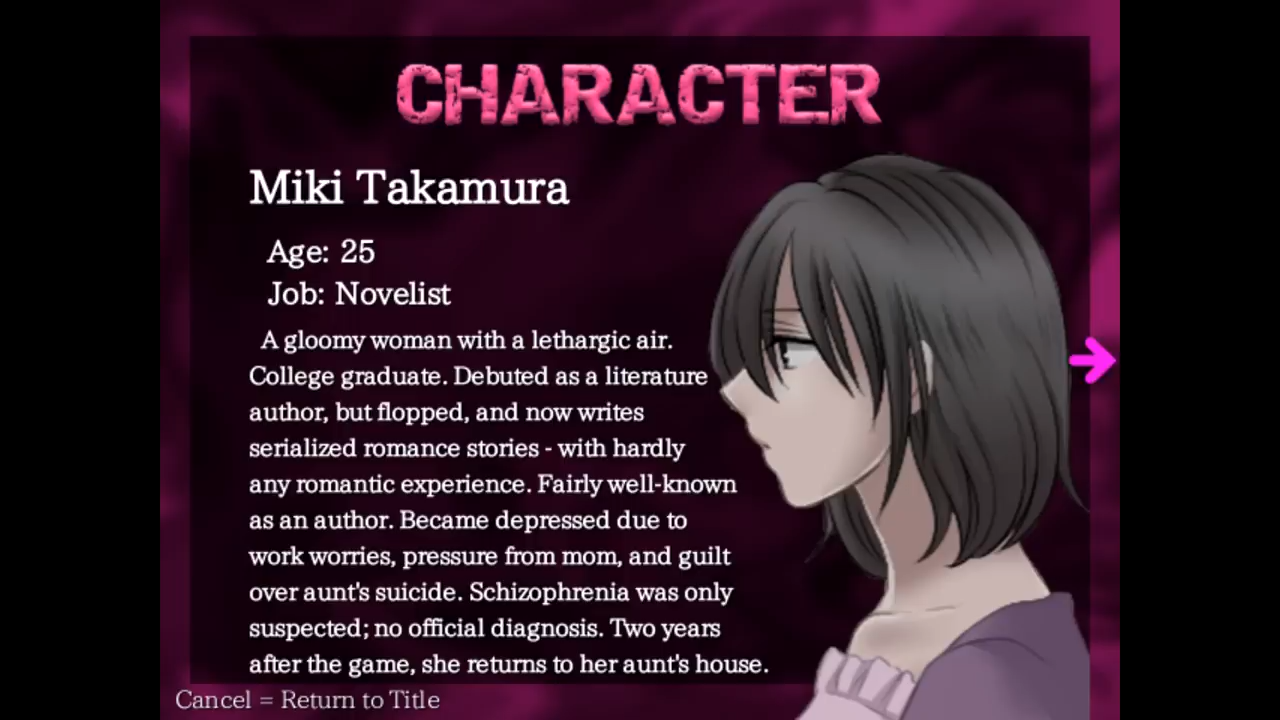 CHARACTER
Miki Takamura
Age: 25
Job: Novelist
A gloomy woman with a lethargic air.
College graduate. Debuted as a literature
author, but flopped, and now writes
serialized romance stories - with hardly
any romantic experience. Fairly well-known
as an author. Became depressed due to
work worries, pressure from mom, and guilt
over aunt's suicide. Schizophrenia was only
suspected; no official diagnosis. Two years
after the game, she returns to her aunt's house.
Cancel = Return to Title